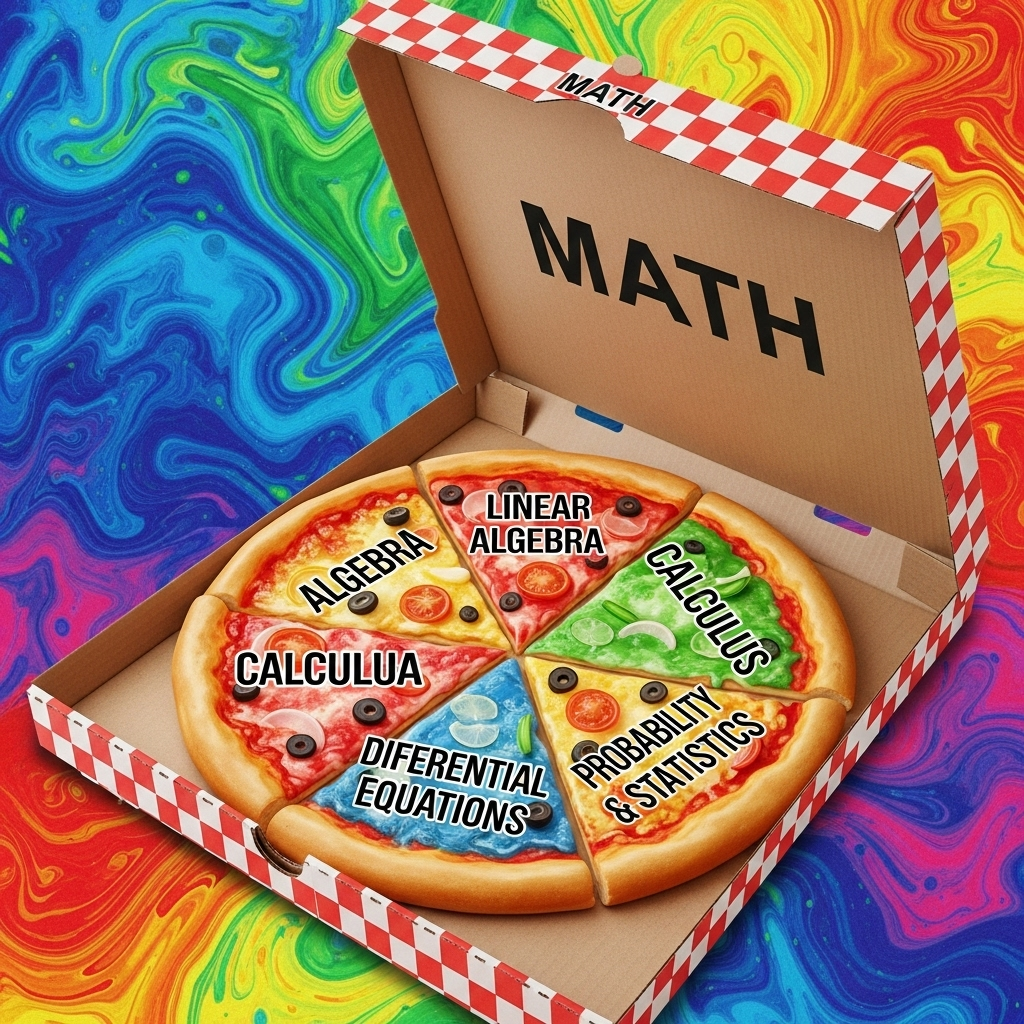 MATH
MATH
LINEAR
ALGEBRA
ALGEBRA
CALCULUS
CALCULUA
PROBABILITY
& STATISTICS
DIFERENTIAL
EQUATIONS